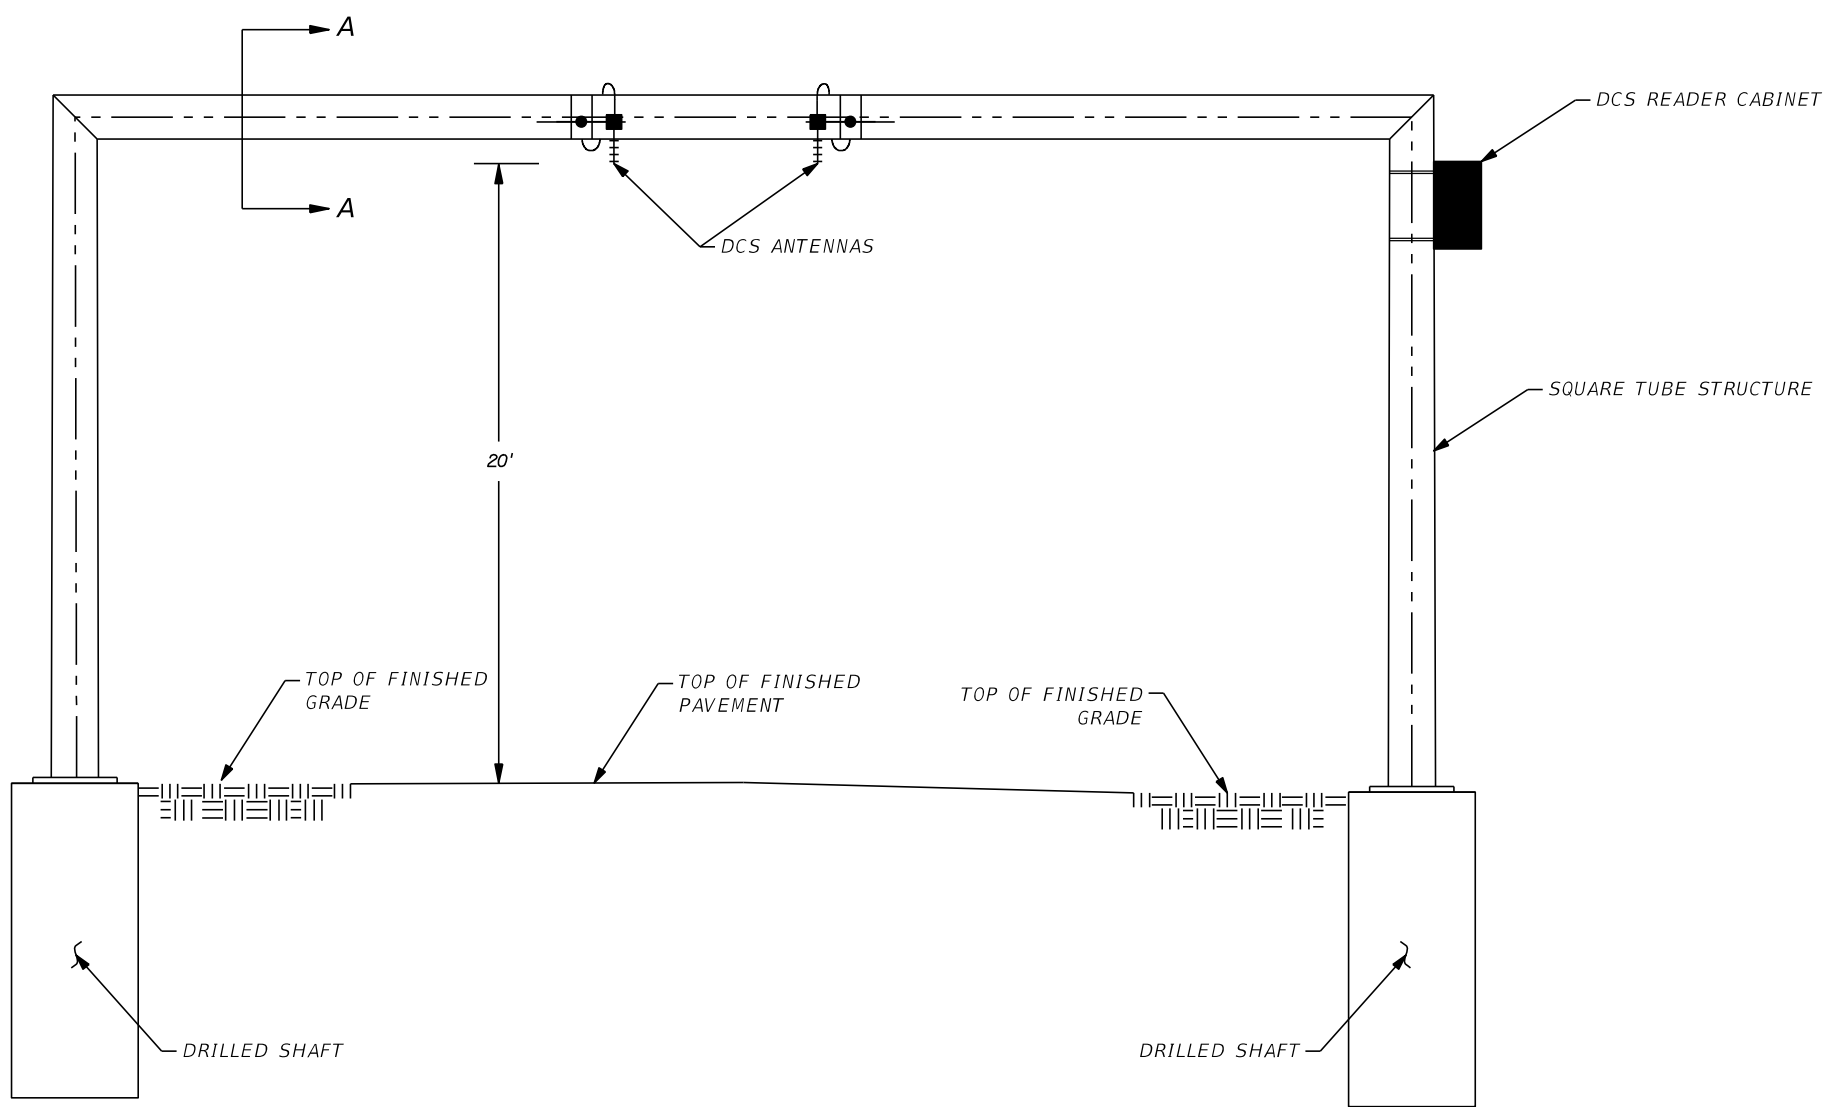 A
DCS READER CABINET
A
DCS ANTENNAS
SQUARE TUBE STRUCTURE
20'
TOP OF FINISHED
GRADE
TOP OF FINISHED
PAVEMENT
TOP OF FINISHED
GRADE
DRILLED SHAFT
DRILLED SHAFT